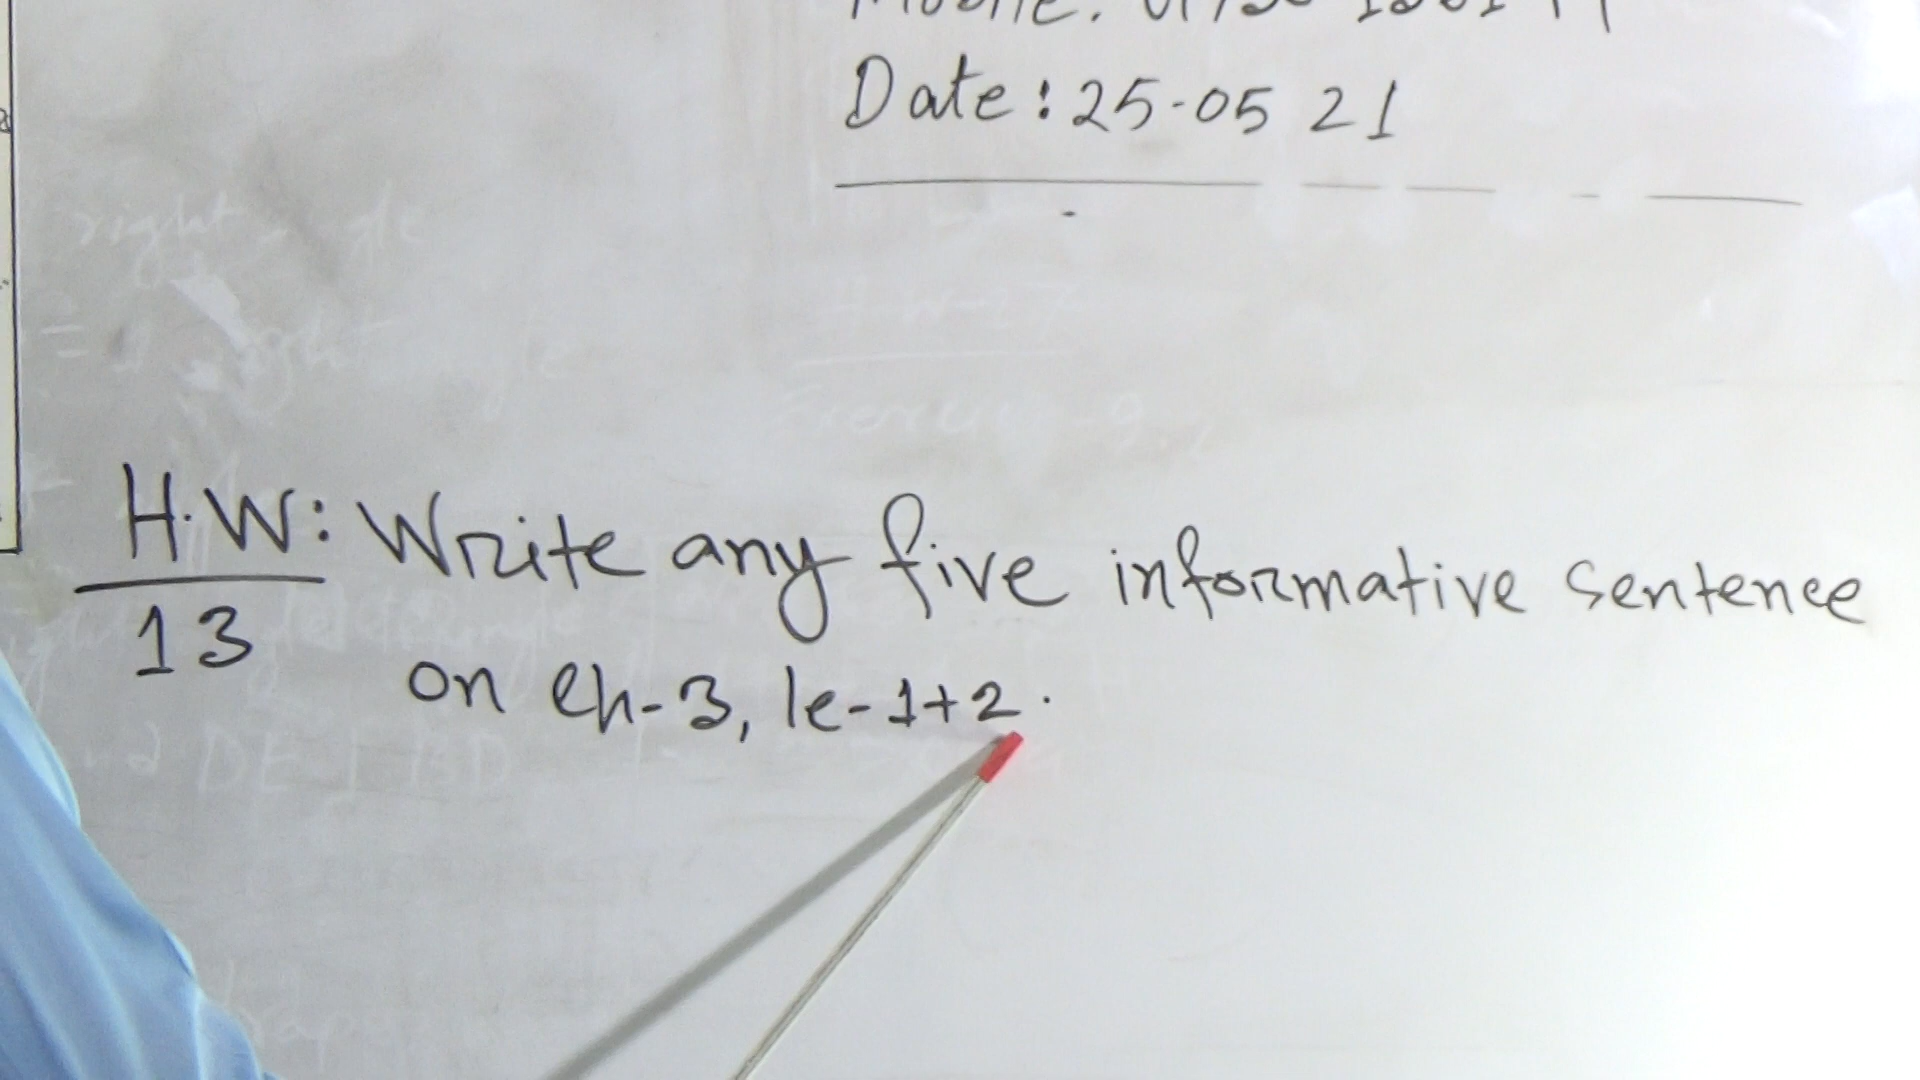 Date: 25-05 21
H.W: Write any five informative sentence
13
on ch-3, le-1+2.